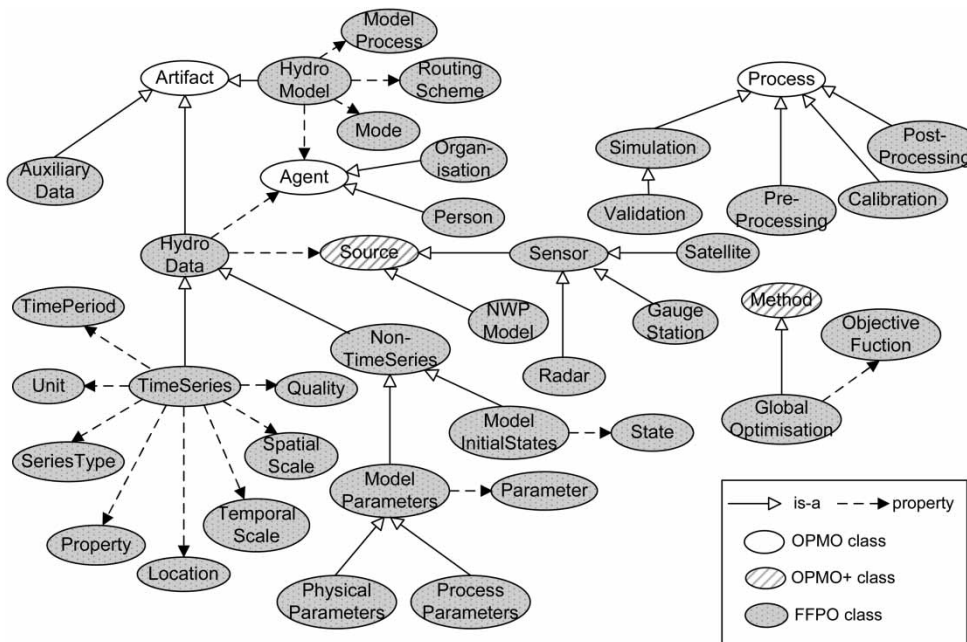 Model
Process
Artifact
Hydro
Model
Routing
Scheme
Process
Mode
Auxiliary
Data
Agent
Organ-
isation
Person
Simulation
Post-
Processing
Validation
Pre-
Processing
Calibration
Hydro
Data
Source
Sensor
Satellite
TimePeriod
NWP
Model
Gauge
Station
Method
Non-
TimeSeries
Objective
Fuction
Unit
TimeSeries
Quality
Radar
Global
Optimisation
SeriesType
Spatial
Scale
Model
InitialStates
State
Model
Parameters
Parameter
Property
Temporal
Scale
Location
Physical
Parameters
Process
Parameters
is-a
property
OPMO class
OPMO+ class
FFPO class